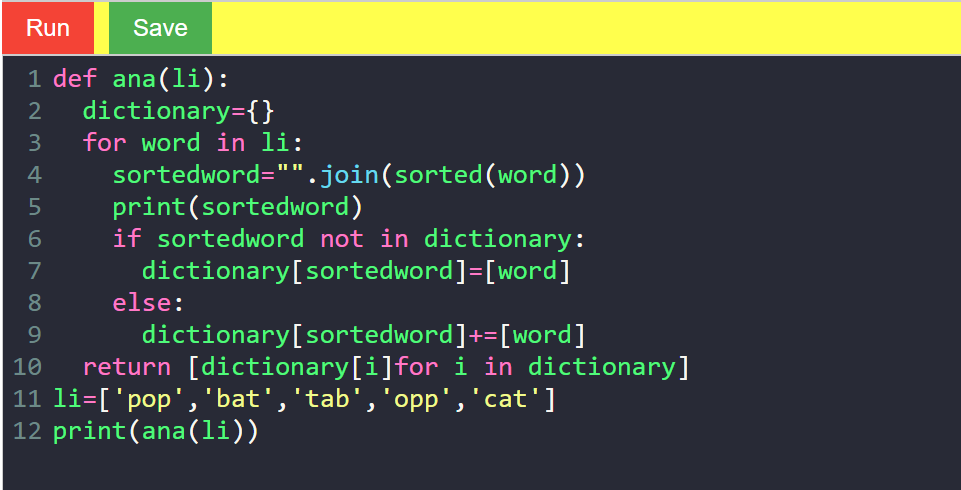 Run Save
1 def ana(li):
2   dictionary={}
3   for word in li:
4     sortedword="".join(sorted(word))
5     print(sortedword)
6     if sortedword not in dictionary:
7       dictionary[sortedword]=[word]
8     else:
9       dictionary[sortedword]+=[word]
10   return [dictionary[i]for i in dictionary]
11 li=['pop','bat','tab','opp','cat']
12 print(ana(li))